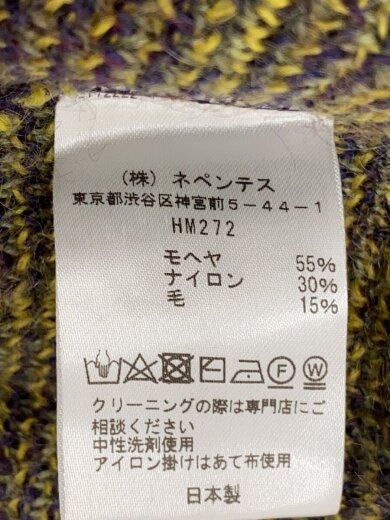 （株）ネペンテス
東京都渋谷区神宮前5－44－1
HM272
モヘヤ 55%
ナイロン 30%
毛 15%
F W
クリーニングの際は専門店にご
相談ください
中性洗剤使用
アイロン掛けはあて布使用
日本製